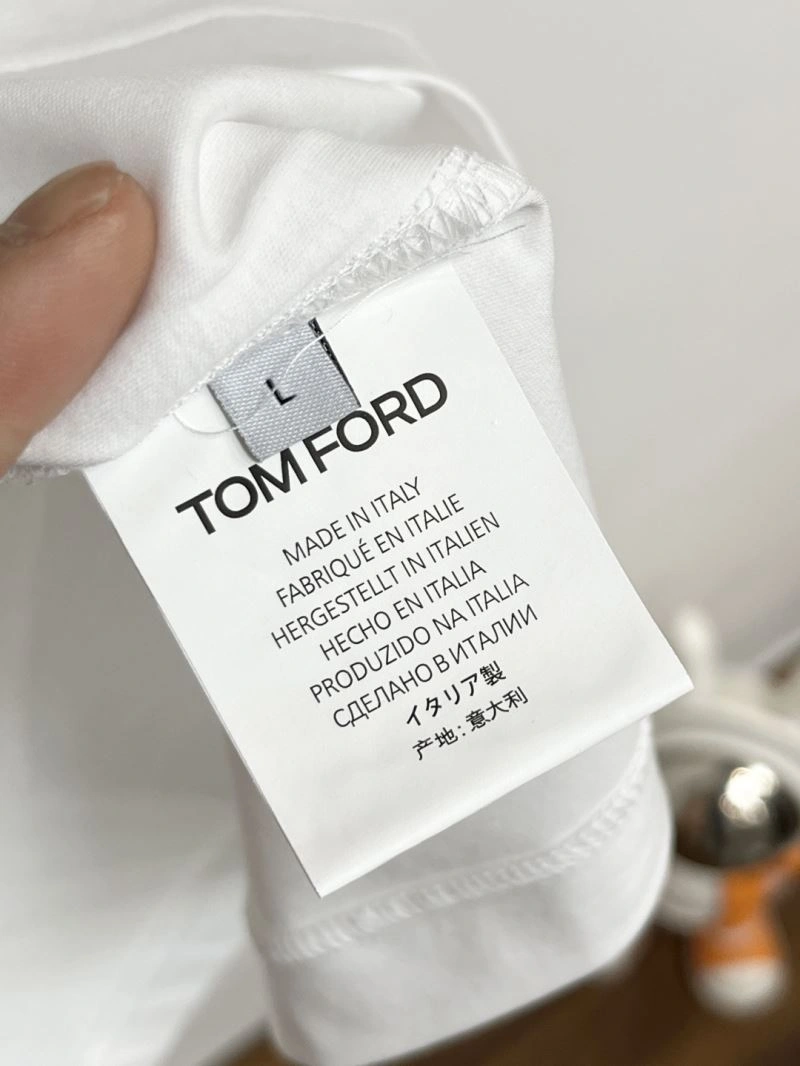 L
TOM FORD
MADE IN ITALY
FABRIQUÉ EN ITALIE
HERGESTELLT IN ITALIEN
HECHO EN ITALIA
PRODUZIDO NA ITALIA
СДЕЛАНО В ИТАЛИИ
イタリア製
产地:意大利